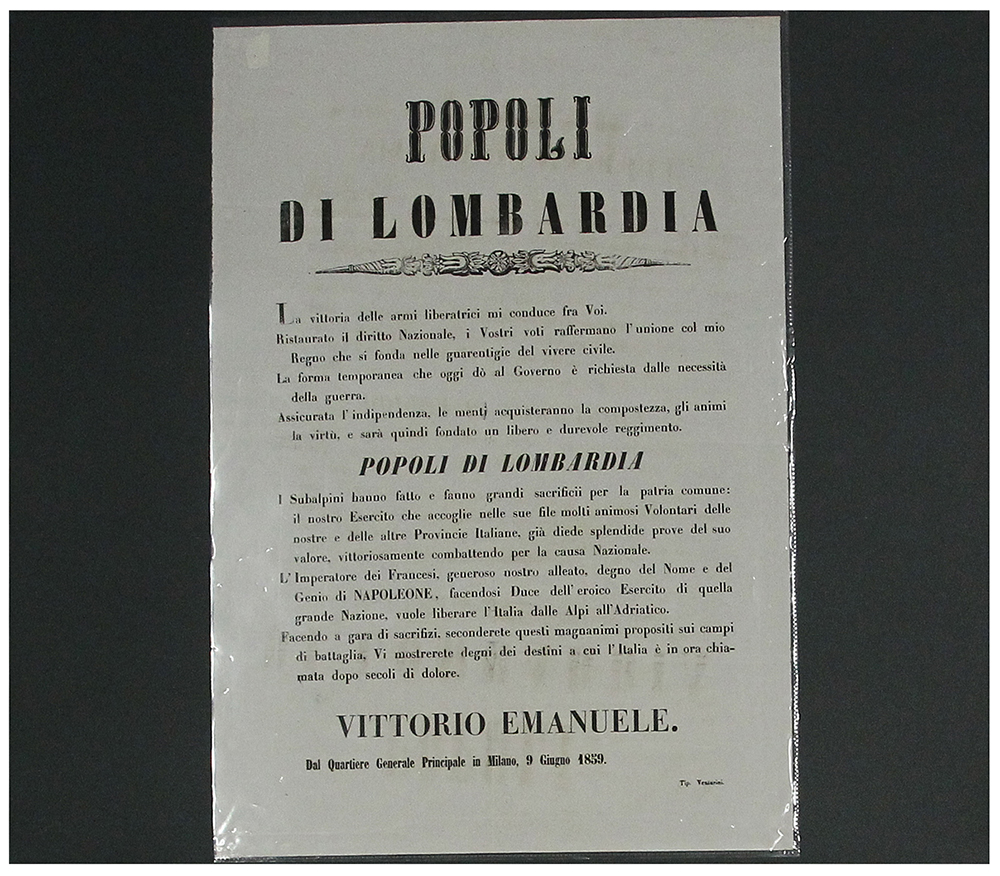 POPOLI
DI LOMBARDIA
La vittoria delle armi liberatrici mi conduce fra Voi.
Ristaurato il diritto Nazionale, i Vostri voti raffermano l'unione col mio
Regno che si fonda nelle guarentigie del vivere civile.
La forma temporanea che oggi dò al Governo è richiesta dalle necessità
della guerra.
Assicurata l'indipendenza, le menti acquisteranno la compostezza, gli animi
la virtù, e sarà quindi fondato un libero e durevole reggimento.
POPOLI DI LOMBARDIA
I Subalpini hanno fatto e fanno grandi sacrificii per la patria comune:
il nostro Esercito che accoglie nelle sue file molti animosi Volontari delle
nostre e delle altre Provincie Italiane, già diede splendide prove del suo
valore, vittoriosamente combattendo per la causa Nazionale.
L'Imperatore dei Francesi, generoso nostro alleato, degno del Nome e del
Genio di NAPOLEONE, facendosi Duce dell'eroico Esercito di quella
grande Nazione, vuole liberare l'Italia dalle Alpi all'Adriatico.
Facendo a gara di sacrifizi, seconderete questi magnanimi propositi sui campi
di battaglia, Vi mostrerete degni dei destini a cui l'Italia è in ora chia-
mata dopo secoli di dolore.
VITTORIO EMANUELE.
Dal Quartiere Generale Principale in Milano, 9 Giugno 1859.
Tip. Venturini.